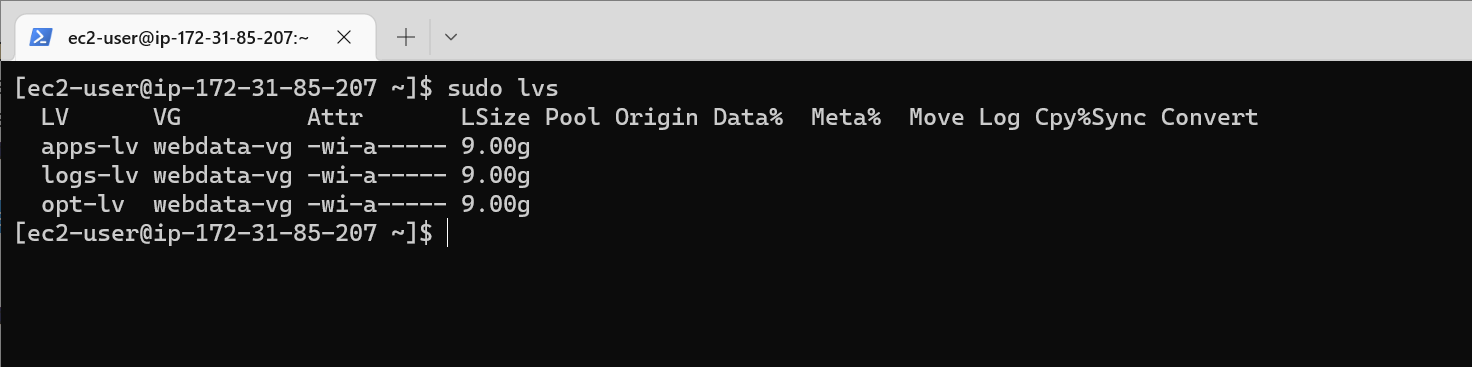 ec2-user@ip-172-31-85-207:~
[ec2-user@ip-172-31-85-207 ~]$ sudo lvs
  LV      VG         Attr       LSize Pool Origin Data%  Meta%  Move Log Cpy%Sync Convert
  apps-lv webdata-vg -wi-a----- 9.00g
  logs-lv webdata-vg -wi-a----- 9.00g
  opt-lv  webdata-vg -wi-a----- 9.00g
[ec2-user@ip-172-31-85-207 ~]$